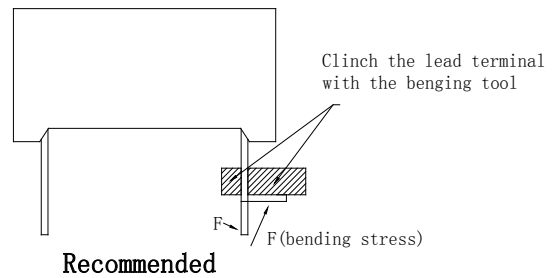 Clinch the lead terminal
with the benging tool
F
F(bending stress)
Recommended